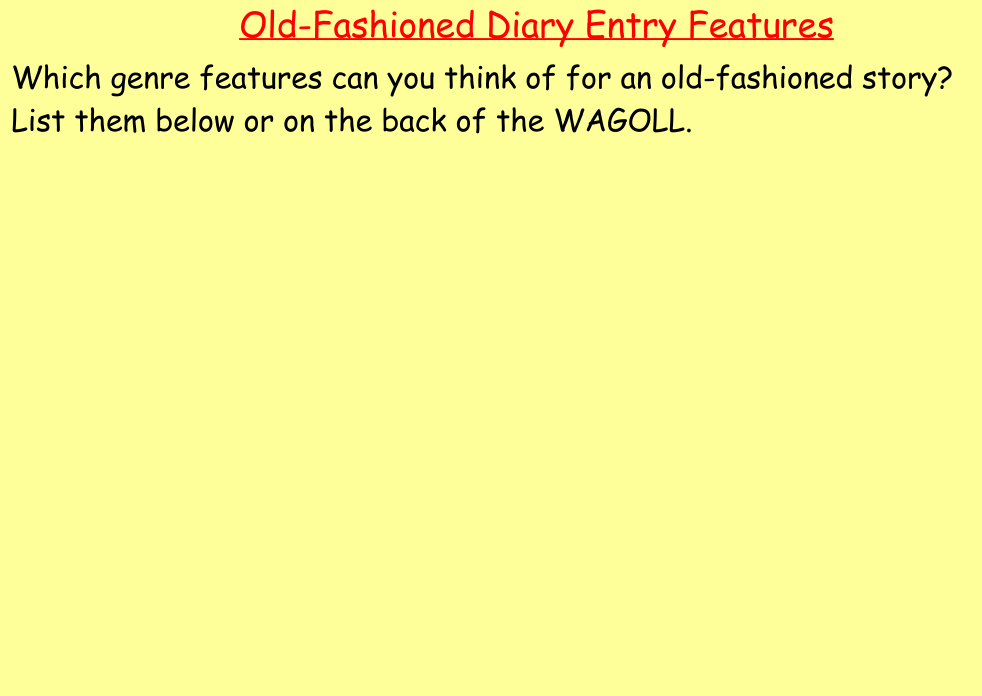 Old-Fashioned Diary Entry Features
Which genre features can you think of for an old-fashioned story?
List them below or on the back of the WAGOLL.